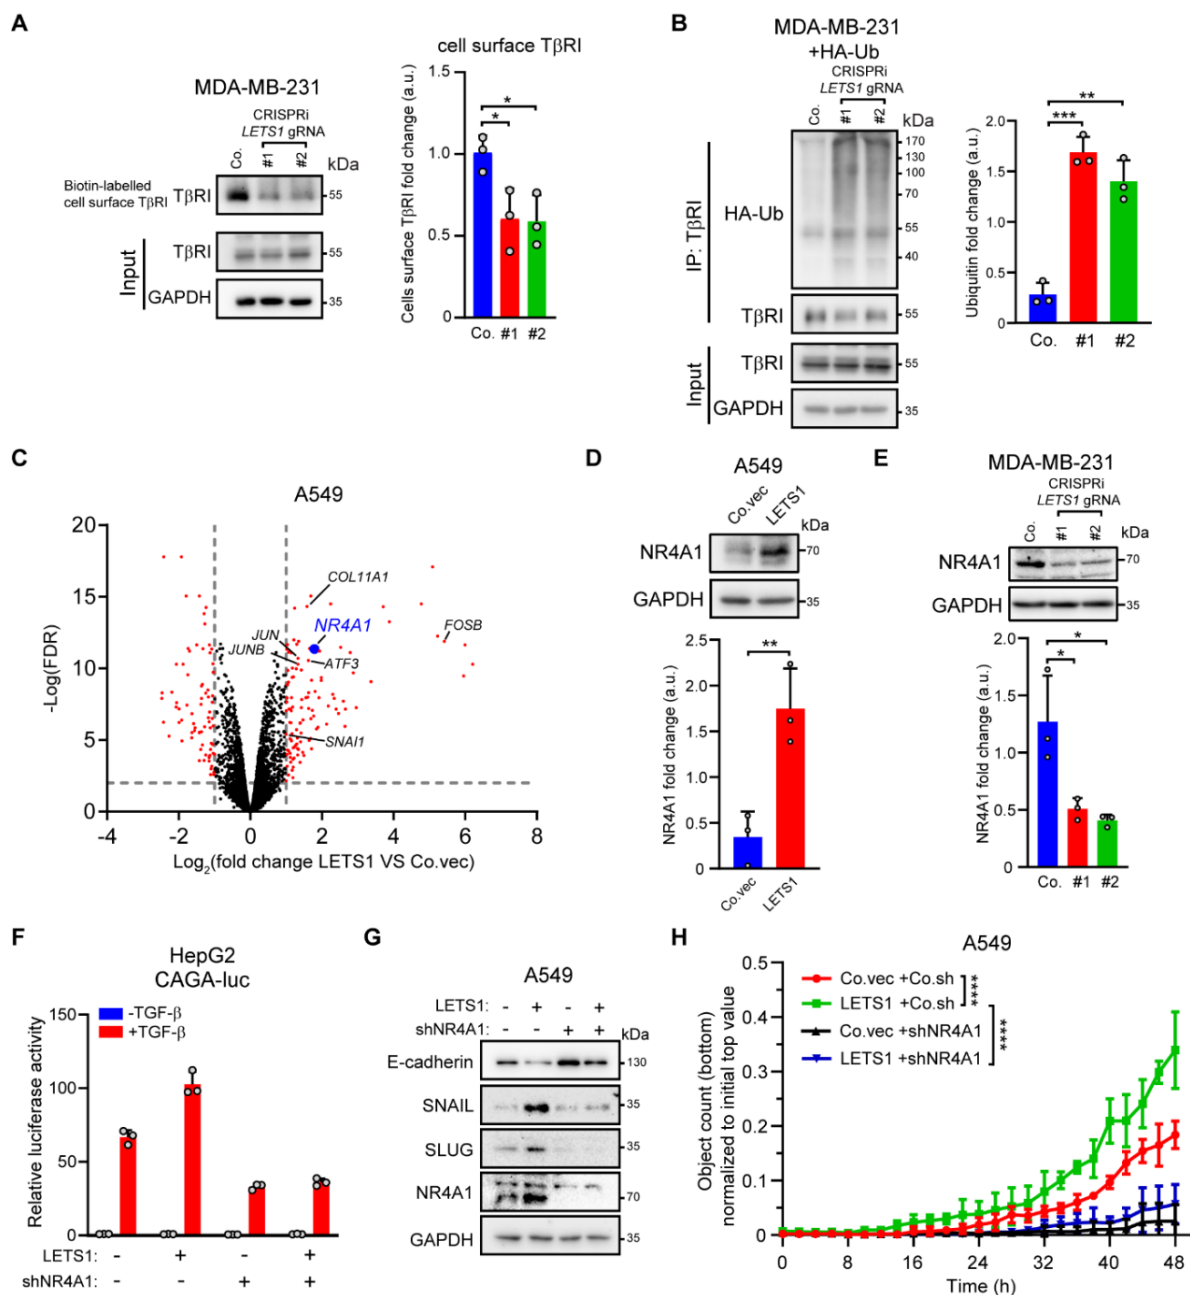 A
MDA-MB-231
CRISPRi
LETS1 gRNA
Co.
#1
#2
kDa
Biotin-labelled
cell surface TβRI
TβRI
55
Input
TβRI
55
GAPDH
35
cell surface TβRI
Cells surface TβRI fold change (a.u.)
1.5
1.0
0.5
0
*
*
Co. #1 #2
B
MDA-MB-231
+HA-Ub
CRISPRi
LETS1 gRNA
Co.
#1
#2
kDa
IP: TβRI
HA-Ub
170
130
100
70
55
40
TβRI
55
Input
TβRI
55
GAPDH
35
Ubiquitin fold change (a.u.)
2.0
1.5
1.0
0.5
0
**
***
Co. #1 #2
C
A549
-Log(FDR)
20
15
10
5
0
COL11A1
NR4A1
FOSB
JUN
JUNB
ATF3
SNAI1
-4 -2 0 2 4 6 8
Log2(fold change LETS1 VS Co.vec)
D
A549
Co.vec
LETS1
kDa
NR4A1
70
GAPDH
35
NR4A1 fold change (a.u.)
2.5
2.0
1.5
1.0
0.5
0
**
Co.vec
LETS1
E
MDA-MB-231
CRISPRi
LETS1 gRNA
Co.
#1
#2
kDa
NR4A1
70
GAPDH
35
NR4A1 fold change (a.u.)
2.0
1.5
1.0
0.5
0
*
*
Co. #1 #2
F
HepG2
CAGA-luc
-TGF-β
+TGF-β
Relative luciferase activity
150
100
50
0
LETS1: - + - +
shNR4A1: - - + +
G
A549
LETS1: - + - +
shNR4A1: - - + +
kDa
E-cadherin
130
SNAIL
35
SLUG
35
NR4A1
70
GAPDH
35
H
A549
Object count (bottom)
normalized to initial top value
0.5
0.4
0.3
0.2
0.1
0
Co.vec +Co.sh
LETS1 +Co.sh
Co.vec +shNR4A1
LETS1 +shNR4A1
****
****
0 8 16 24 32 40 48
Time (h)